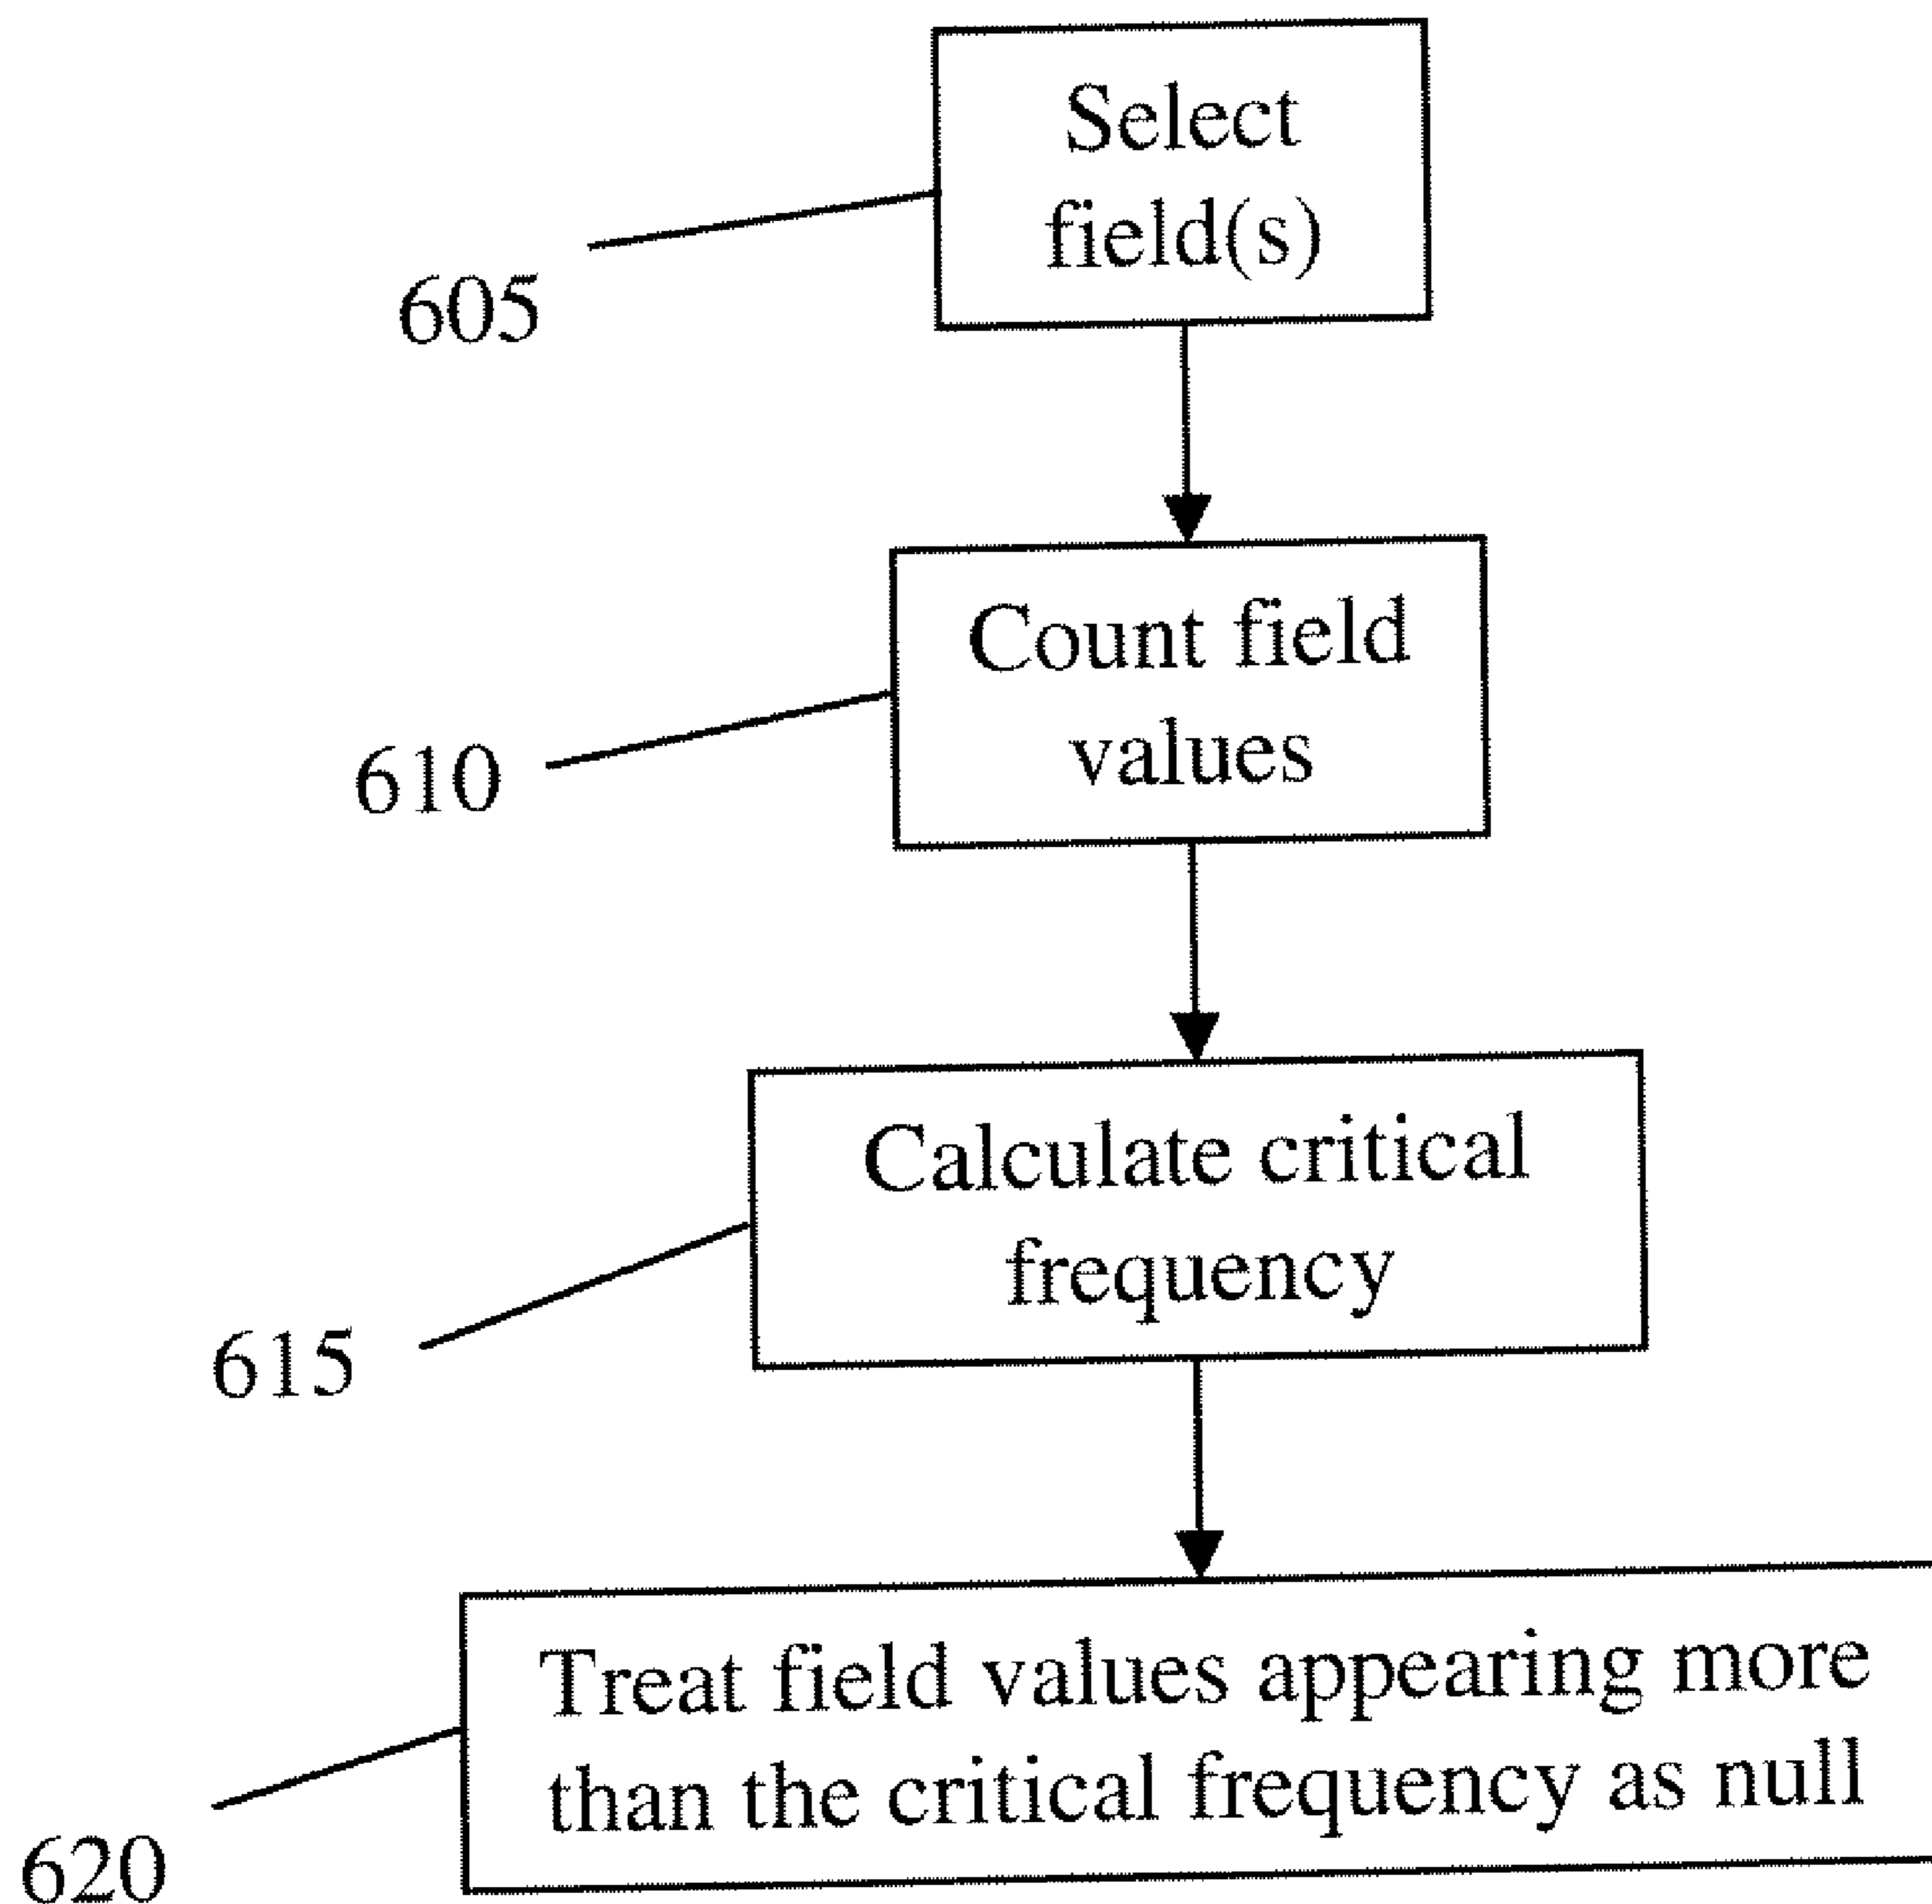 Select
field(s)
605
Count field
values
610
Calculate critical
frequency
615
Treat field values appearing more
than the critical frequency as null
620